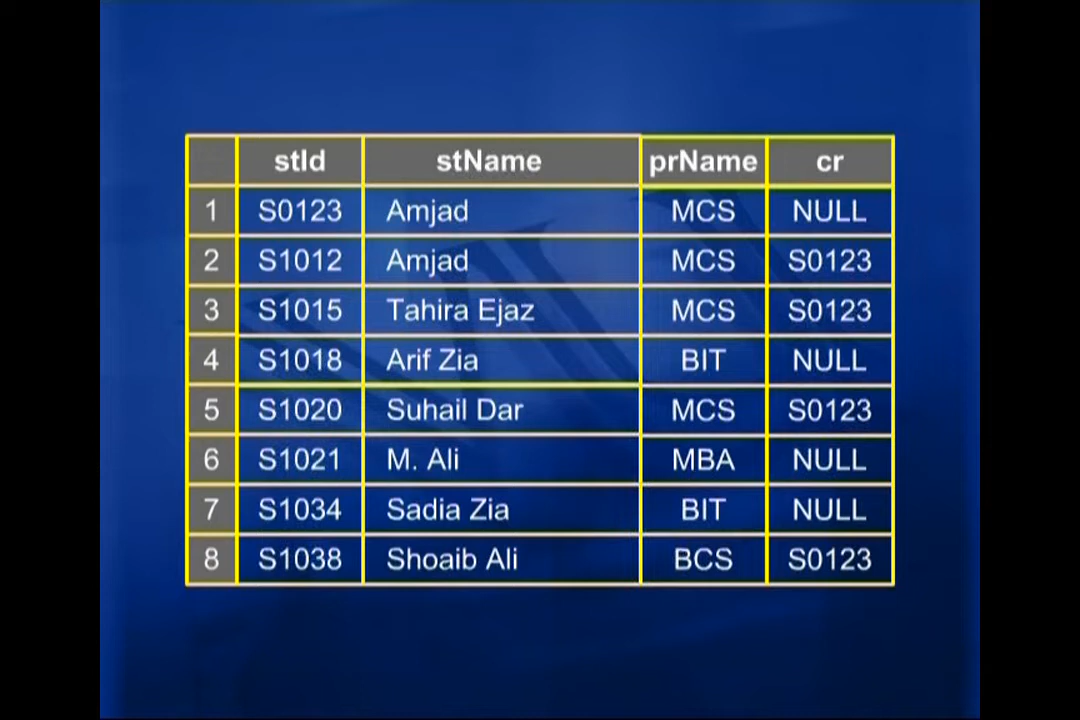 stId stName prName cr
1 S0123 Amjad MCS NULL
2 S1012 Amjad MCS S0123
3 S1015 Tahira Ejaz MCS S0123
4 S1018 Arif Zia BIT NULL
5 S1020 Suhail Dar MCS S0123
6 S1021 M. Ali MBA NULL
7 S1034 Sadia Zia BIT NULL
8 S1038 Shoaib Ali BCS S0123